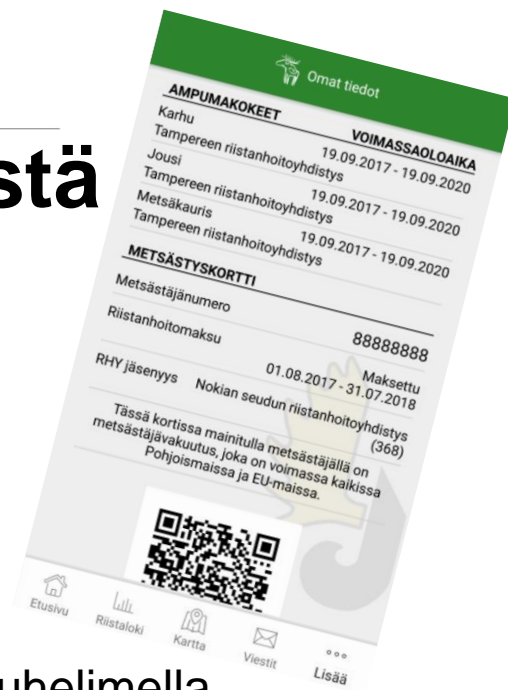 stä
Omat tiedot
AMPUMAKOKEET VOIMASSAOLOAIKA
Karhu
19.09.2017 - 19.09.2020
Tampereen riistanhoitoyhdistys
Jousi
19.09.2017 - 19.09.2020
Tampereen riistanhoitoyhdistys
Metsäkauris
19.09.2017 - 19.09.2020
Tampereen riistanhoitoyhdistys
METSÄSTYSKORTTI
Metsästäjänumero 88888888
Riistanhoitomaksu Maksettu
01.08.2017 - 31.07.2018
RHY jäsenyys Nokian seudun riistanhoitoyhdistys
(368)
Tässä kortissa mainitulla metsästäjällä on
metsästäjävakuutus, joka on voimassa kaikissa
Pohjoismaissa ja EU-maissa.
Etusivu Riistaloki Kartta Viestit Lisää
uhelimella